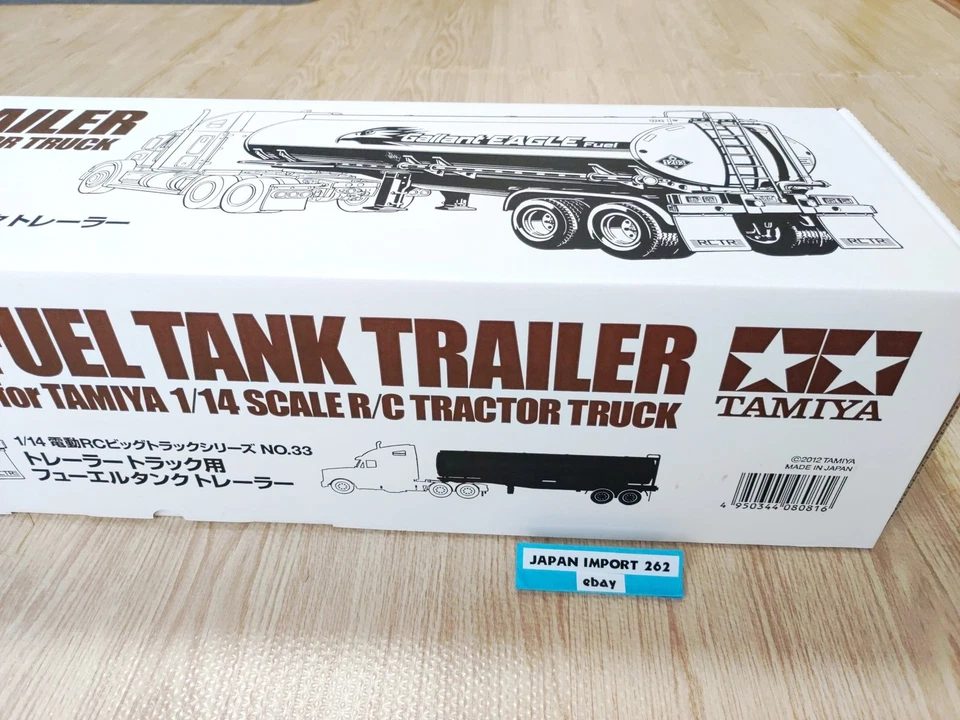 AILER
OR TRUCK
トレーラー
Gallant EAGLE Fuel
RCTR
RCTR
FUEL TANK TRAILER
for TAMIYA 1/14 SCALE R/C TRACTOR TRUCK
TAMIYA
1/14 電動RCビッグトラックシリーズ NO.33
トレーラートラック用
フューエルタンクトレーラー
©2012 TAMIYA
MADE IN JAPAN
4 950344 080816
JAPAN IMPORT 262
ebay